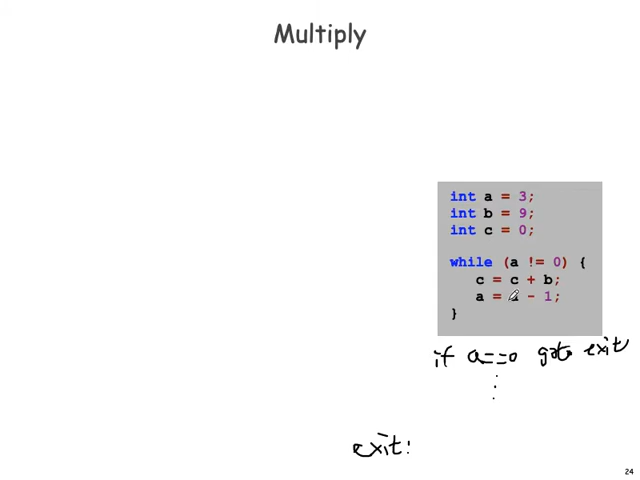 Multiply
int a = 3;
int b = 9;
int c = 0;
while (a != 0) {
c = c + b;
a = a - 1;
}
if a==0 goto exit
exit:
24